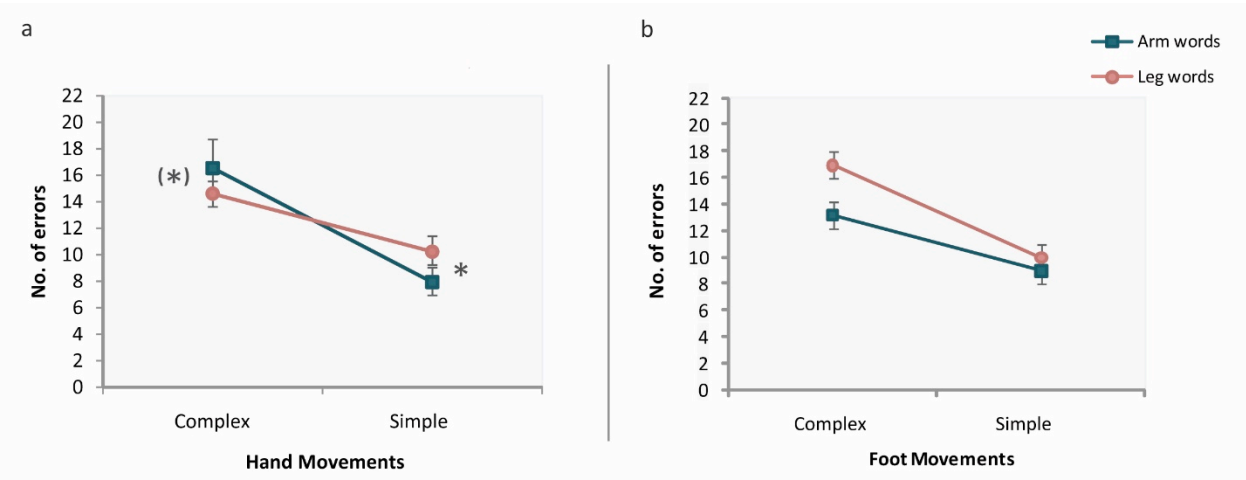 a
22
20
18
16
14
12
10
8
6
4
2
0
No. of errors
(*)
*
Complex Simple
Hand Movements
b
Arm words
Leg words
22
20
18
16
14
12
10
8
6
4
2
0
No. of errors
Complex Simple
Foot Movements